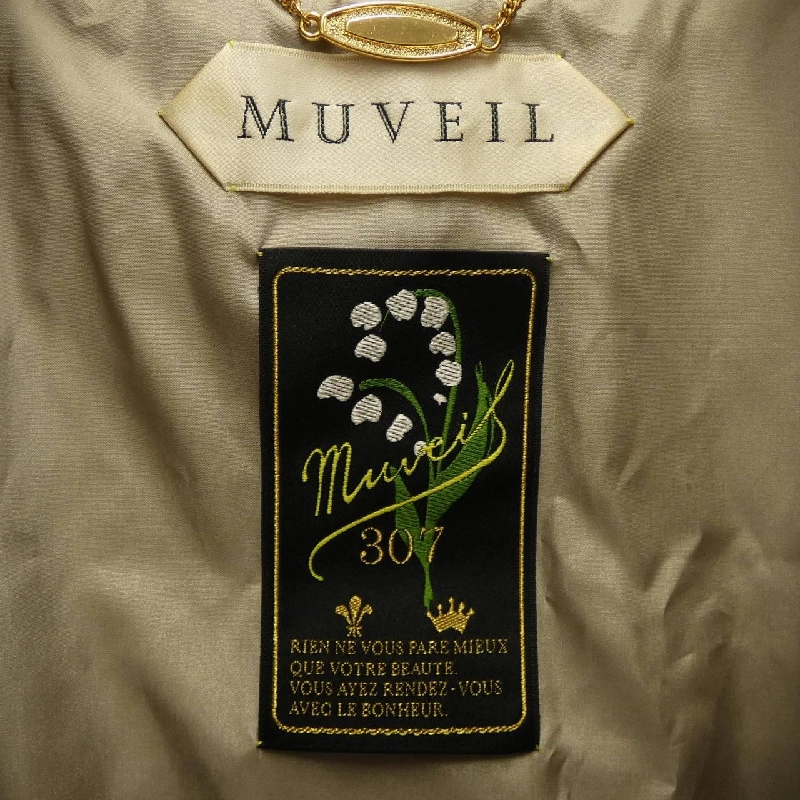 MUVEIL
Muveil
307
RIEN NE VOUS PARE MIEUX
QUE VOTRE BEAUTE.
VOUS AYEZ RENDEZ-VOUS
AVEC LE BONHEUR.